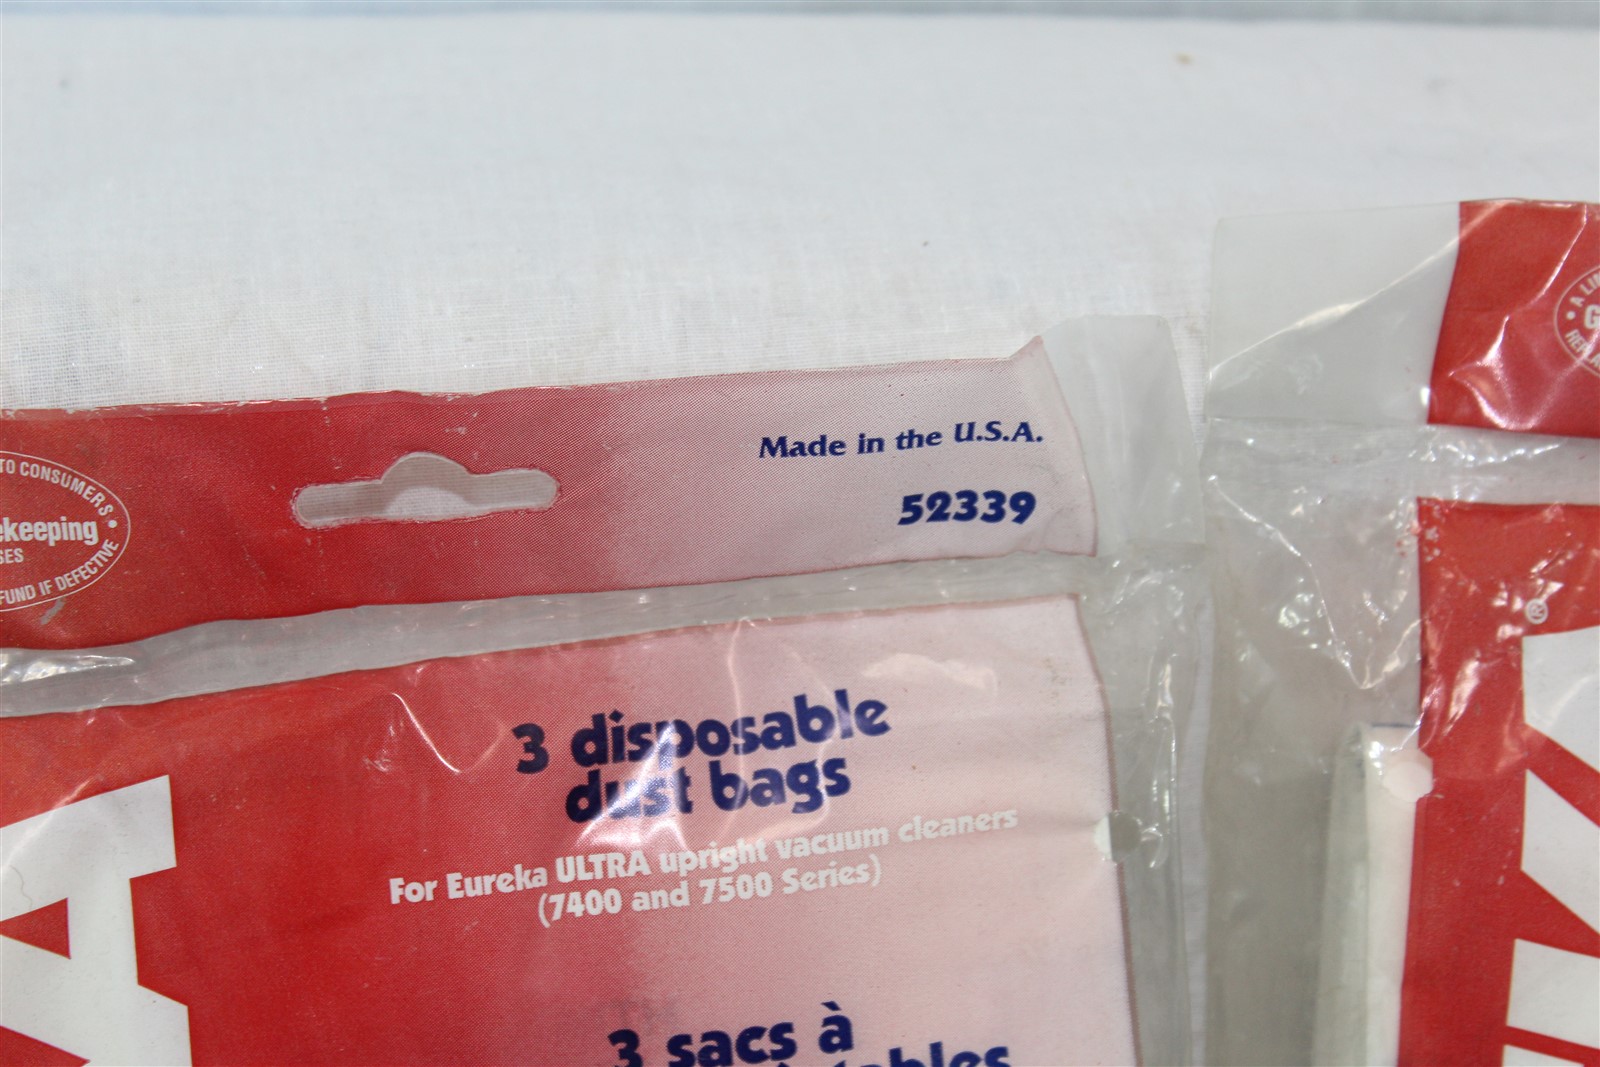 TO CONSUMERS •
ekeeping
SES
FUND IF DEFECTIVE
Made in the U.S.A.
52339
3 disposable
dust bags
For Eureka ULTRA upright vacuum cleaners
(7400 and 7500 Series)
3 sacs à
A
• A
®